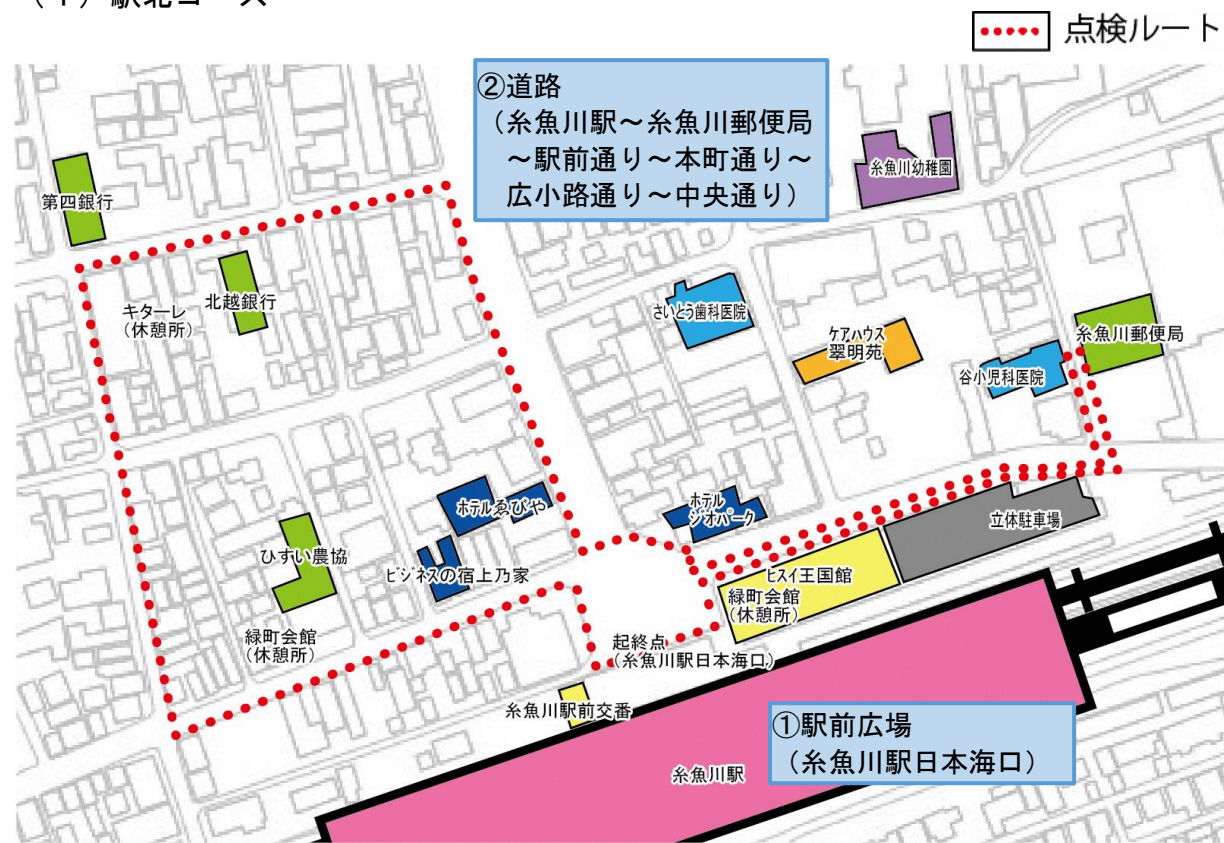 点検ルート
②道路
(糸魚川駅~糸魚川郵便局
~駅前通り~本町通り~
広小路通り~中央通り)
糸魚川幼稚園
第四銀行
キターレ
(休憩所)
北越銀行
さいとう歯科医院
ケアハウス
翠明苑
糸魚川郵便局
谷小児科医院
ホテルゑびや
ホテル
ジオパーク
立体駐車場
ひすい農協
ビジネスの宿上乃家
ヒスイ王国館
緑町会館
(休憩所)
緑町会館
(休憩所)
起終点
(糸魚川駅日本海口)
糸魚川駅前交番
①駅前広場
(糸魚川駅日本海口)
糸魚川駅